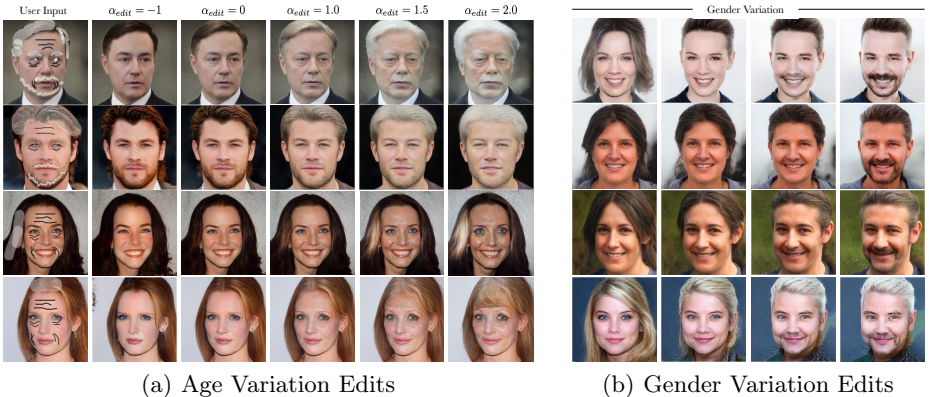 User Input α_edit = −1 α_edit = 0 α_edit = 1.0 α_edit = 1.5 α_edit = 2.0
Gender Variation
(a) Age Variation Edits
(b) Gender Variation Edits